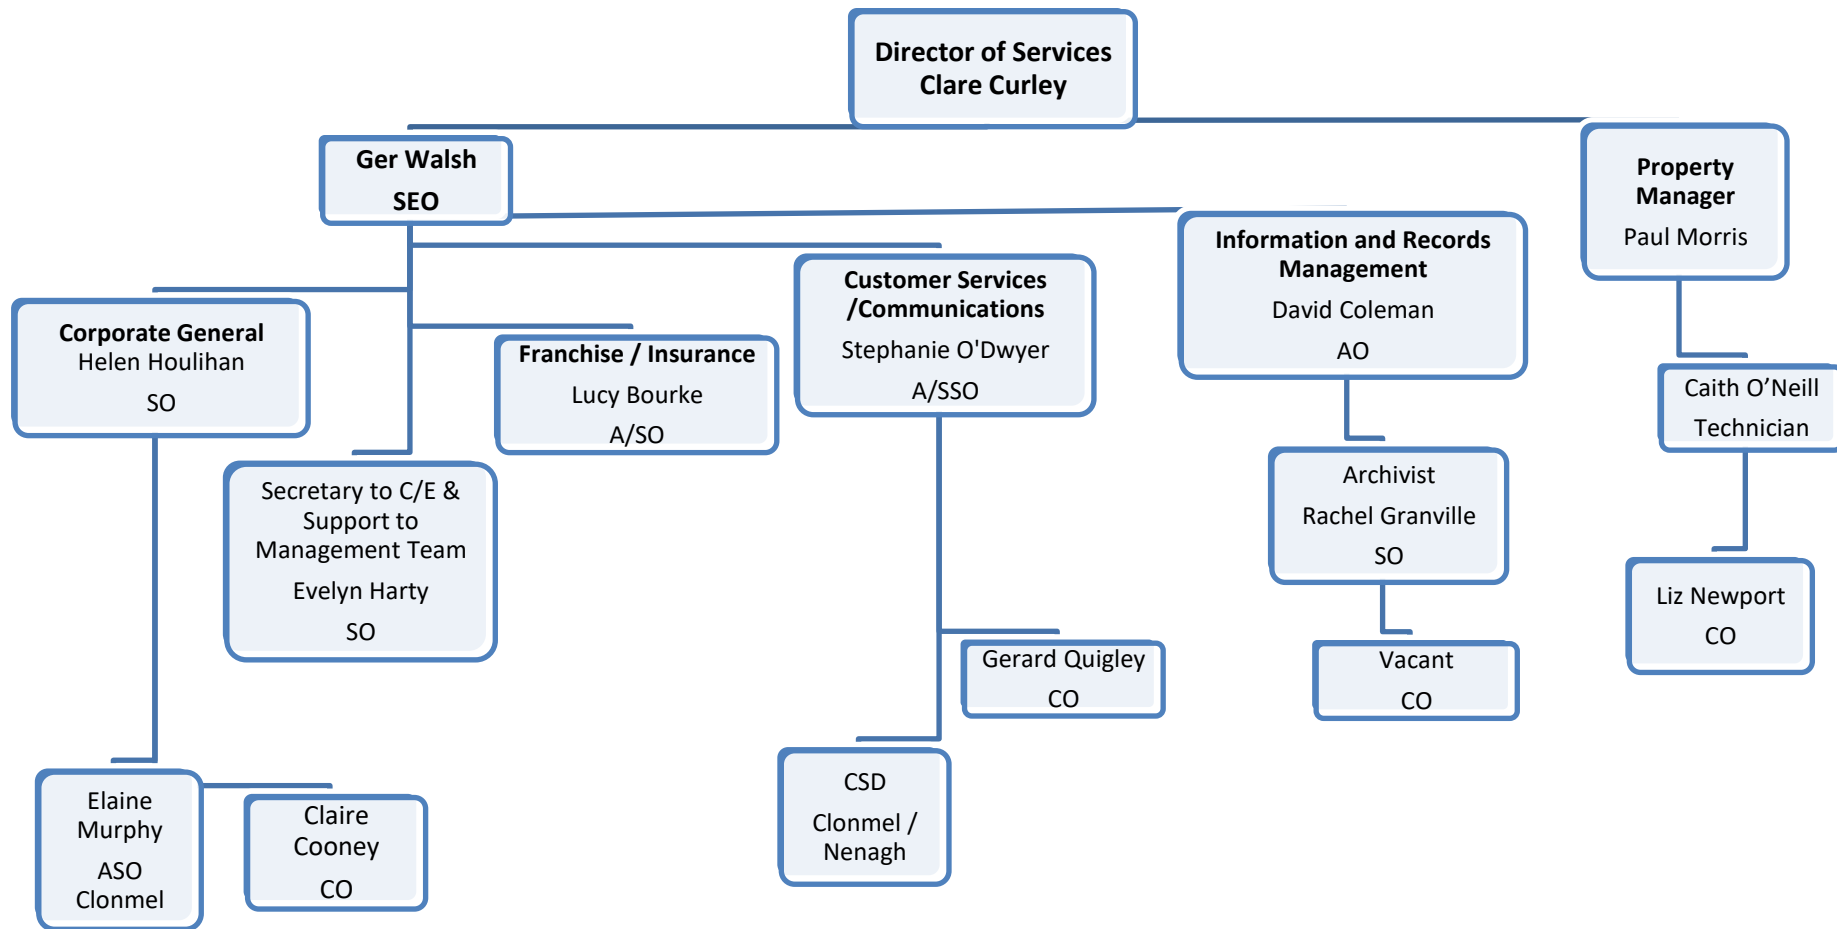 Director of Services
Clare Curley
Ger Walsh
SEO
Property
Manager
Paul Morris
Information and Records
Management
David Coleman
AO
Customer Services
/Communications
Stephanie O'Dwyer
A/SSO
Corporate General
Helen Houlihan
SO
Franchise / Insurance
Lucy Bourke
A/SO
Caith O’Neill
Technician
Secretary to C/E &
Support to
Management Team
Evelyn Harty
SO
Archivist
Rachel Granville
SO
Liz Newport
CO
Gerard Quigley
CO
Vacant
CO
Elaine
Murphy
ASO
Clonmel
Claire
Cooney
CO
CSD
Clonmel /
Nenagh